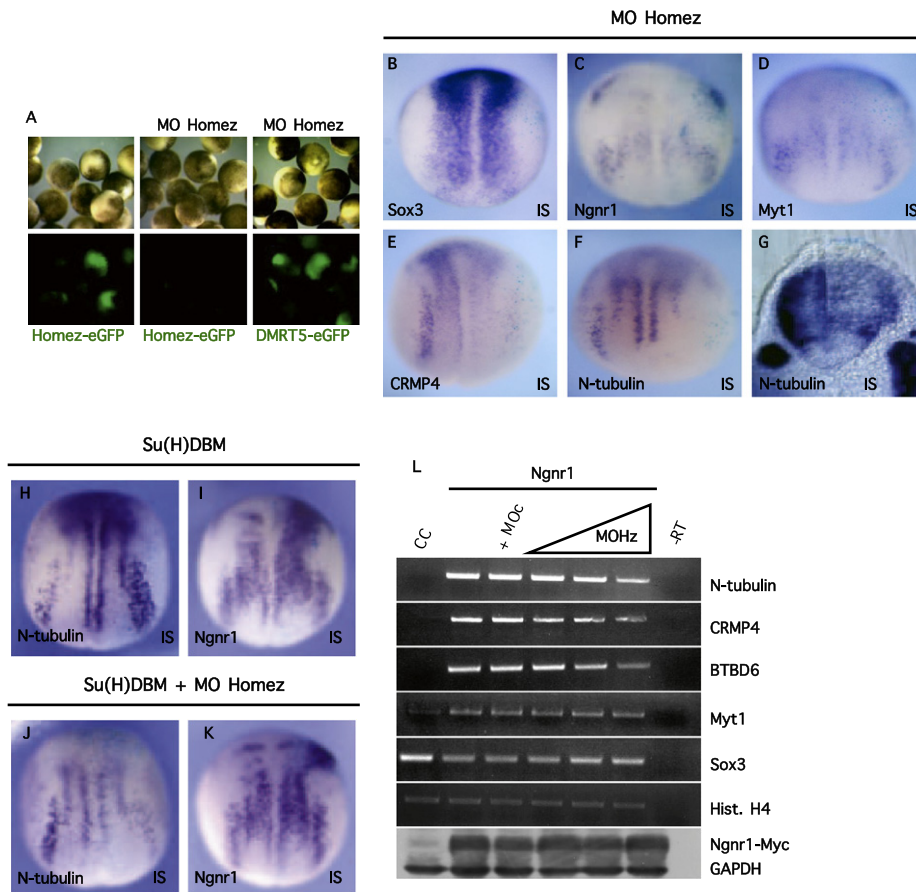 MO Homez
A
MO Homez
MO Homez
Homez-eGFP
Homez-eGFP
DMRT5-eGFP
B
Sox3
IS
C
Ngnr1
IS
D
Myt1
IS
E
CRMP4
IS
F
N-tubulin
IS
G
N-tubulin
IS
Su(H)DBM
H
N-tubulin
IS
I
Ngnr1
IS
Su(H)DBM + MO Homez
J
N-tubulin
IS
K
Ngnr1
IS
L
Ngnr1
CC
+ MOc
MOHz
-RT
N-tubulin
CRMP4
BTBD6
Myt1
Sox3
Hist. H4
Ngnr1-Myc
GAPDH